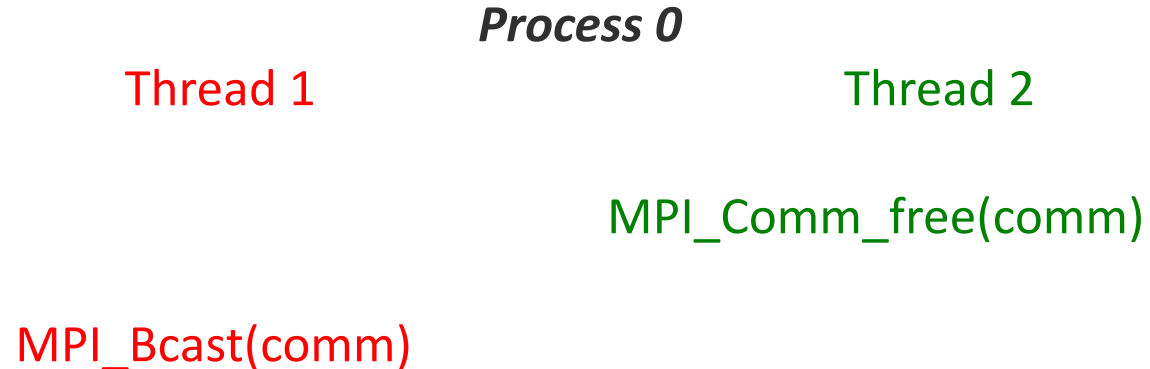 Process 0
Thread 1
Thread 2
MPI_Comm_free(comm)
MPI_Bcast(comm)